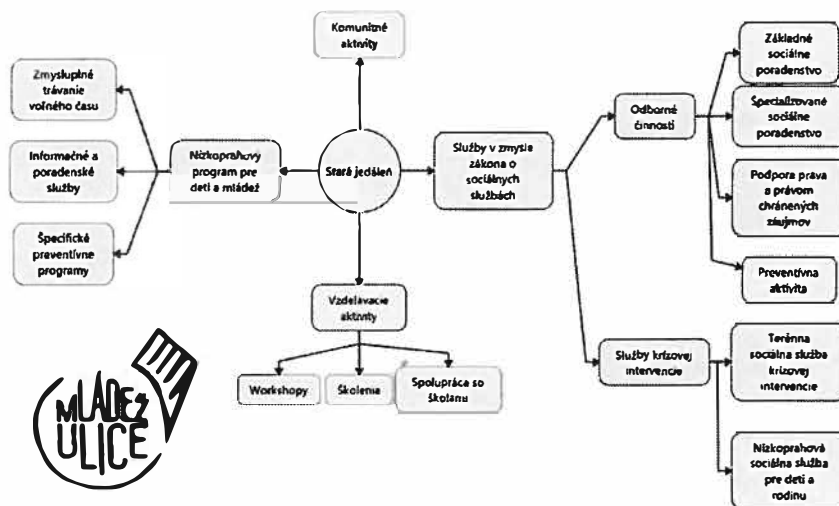 Komunitné
aktivity
Zmysluplné
trávanie
voľného času
Informačné a
poradenské
služby
Špecifické
preventívne
programy
Nízkoprahový
program pre
deti a mládež
Stará jedáleň
Služby v zmysle
zákona o
sociálnych
službách
Odborné
činnosti
Základné
sociálne
poradenstvo
Špecializované
sociálne
poradenstvo
Podpora práva
a právom
chránených
záujmov
Preventívna
aktivita
Vzdelávacie
aktivity
Workshopy
Školenia
Spolupráca so
školami
Služby krízovej
intervencie
Terénna
sociálna služba
krízovej
intervencie
Nízkoprahová
sociálna služba
pre deti a
rodinu
MLÁDEŽ
ULICE